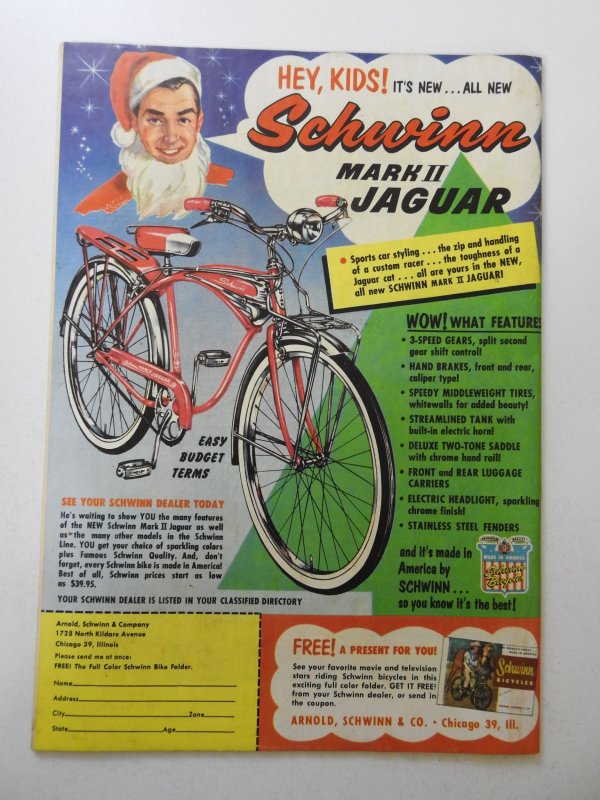 HEY, KIDS! IT'S NEW...ALL NEW
Schwinn
MARK II
JAGUAR
• Sports car styling... the zip and handling
of a custom racer... the toughness of a
Jaguar cat... all are yours in the NEW,
all new SCHWINN MARK II JAGUAR!
WOW! WHAT FEATURES
• 3-SPEED GEARS, split second
gear shift control!
• HAND BRAKES, front and rear,
caliper type!
• SPEEDY MIDDLEWEIGHT TIRES,
whitewalls for added beauty!
• STREAMLINED TANK with
built-in electric horn!
• DELUXE TWO-TONE SADDLE
with chrome hand rail!
• FRONT and REAR LUGGAGE
CARRIERS
• ELECTRIC HEADLIGHT, sparkling
chrome finish!
• STAINLESS STEEL FENDERS
and it's made in
America by
SCHWINN...
so you know it's the best!
MADE IN AMERICA
Schwinn
Bicycles
Schwinn
EASY
BUDGET
TERMS
SEE YOUR SCHWINN DEALER TODAY
He's waiting to show YOU the many features
of the NEW Schwinn Mark II Jaguar as well
as the many other models in the Schwinn
Line. YOU get your choice of sparkling colors
plus Famous Schwinn Quality. And, don't
forget, every Schwinn bike is made in America!
Best of all, Schwinn prices start as low
as $39.95.
YOUR SCHWINN DEALER IS LISTED IN YOUR CLASSIFIED DIRECTORY
Arnold, Schwinn & Company
1728 North Kildare Avenue
Chicago 39, Illinois
Please send me at once:
FREE! The Full Color Schwinn Bike Folder.
Name
Address
City Zone
State Age
FREE! A PRESENT FOR YOU!
See your favorite movie and television
stars riding Schwinn bicycles in this
exciting full color folder. GET IT FREE!
from your Schwinn dealer, or send in
the coupon.
ARNOLD, SCHWINN & CO. • Chicago 39, Ill.
Schwinn
BICYCLES